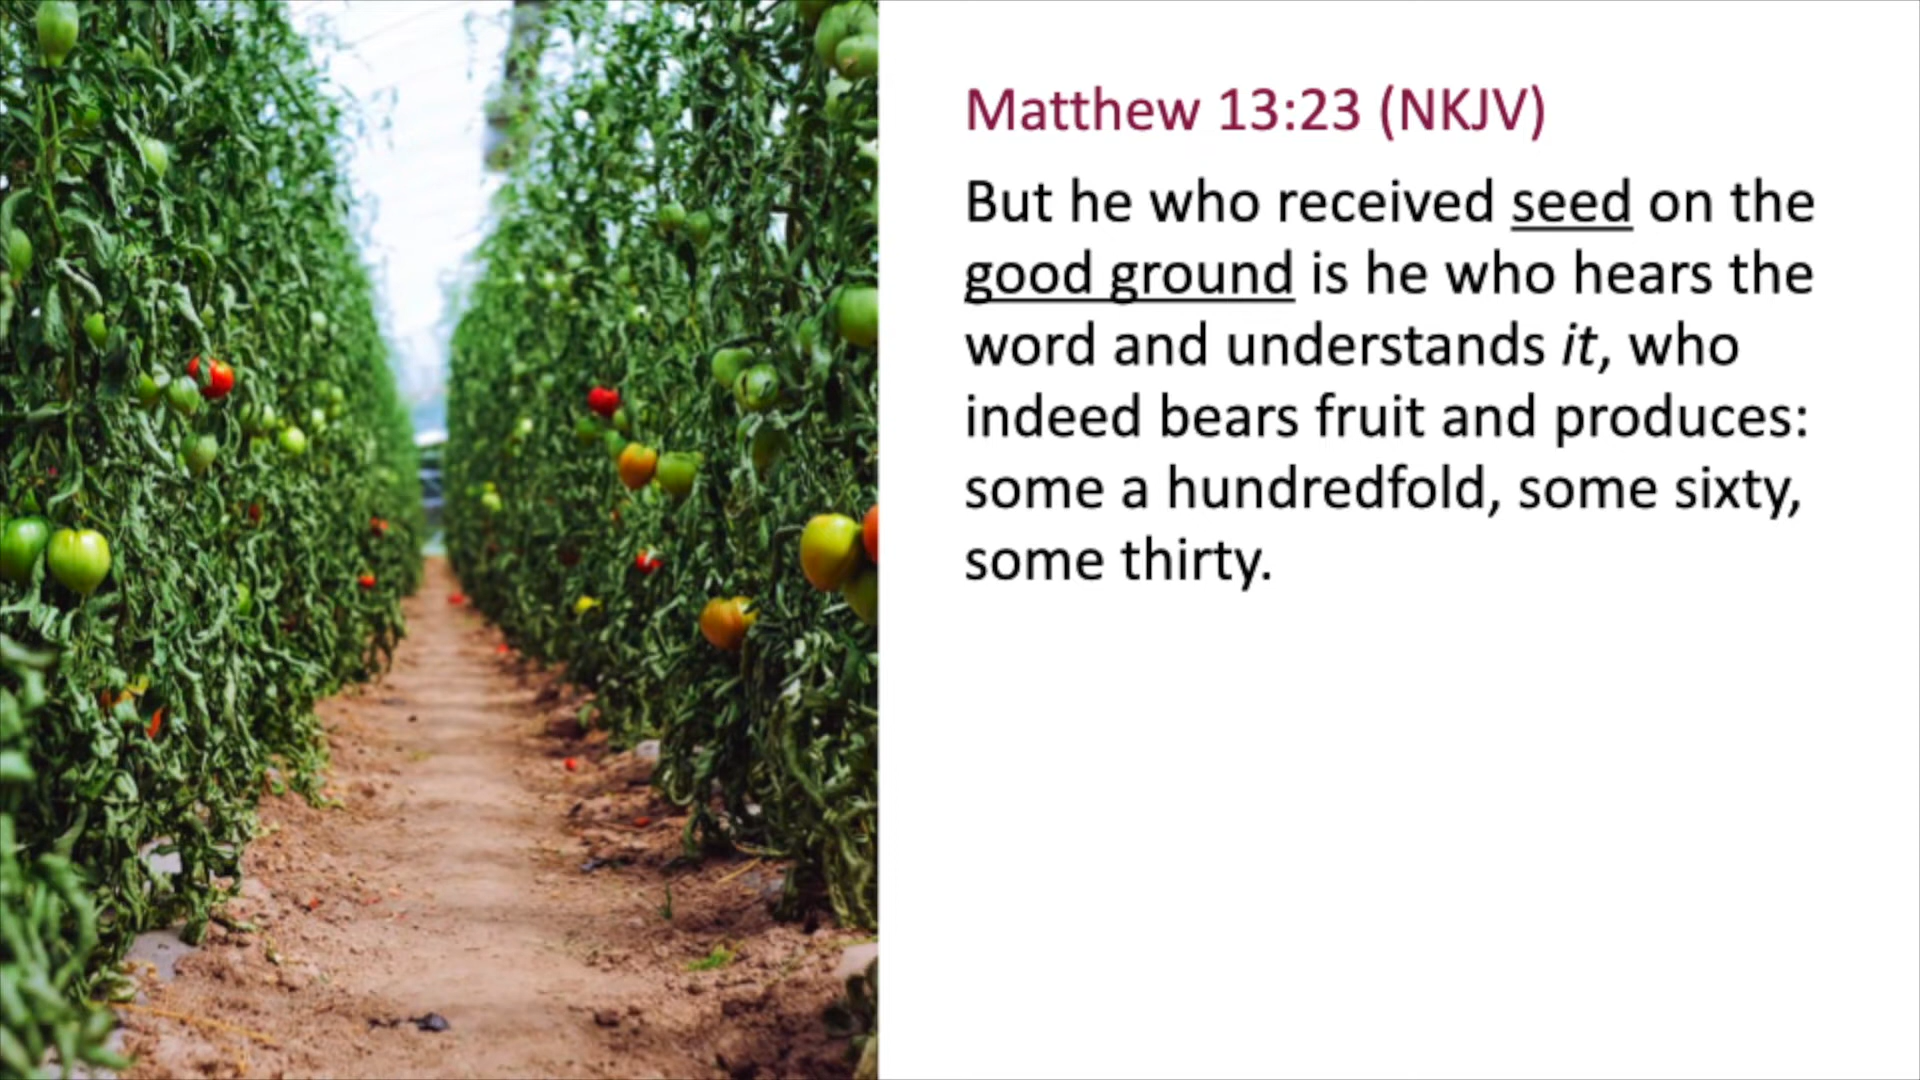 Matthew 13:23 (NKJV)
But he who received seed on the
good ground is he who hears the
word and understands it, who
indeed bears fruit and produces:
some a hundredfold, some sixty,
some thirty.